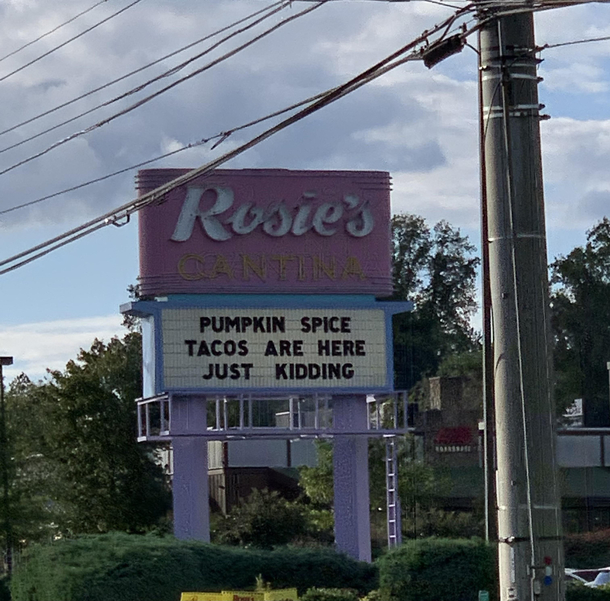 Rosie's
CANTINA
PUMPKIN SPICE
TACOS ARE HERE
JUST KIDDING